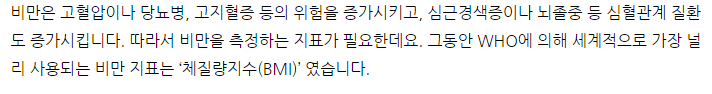 비만은 고혈압이나 당뇨병, 고지혈증 등의 위험을 증가시키고, 심근경색증이나 뇌졸중 등 심혈관계 질환
도 증가시킵니다. 따라서 비만을 측정하는 지표가 필요한데요. 그동안 WHO에 의해 세계적으로 가장 널
리 사용되는 비만 지표는 ‘체질량지수(BMI)’ 였습니다.